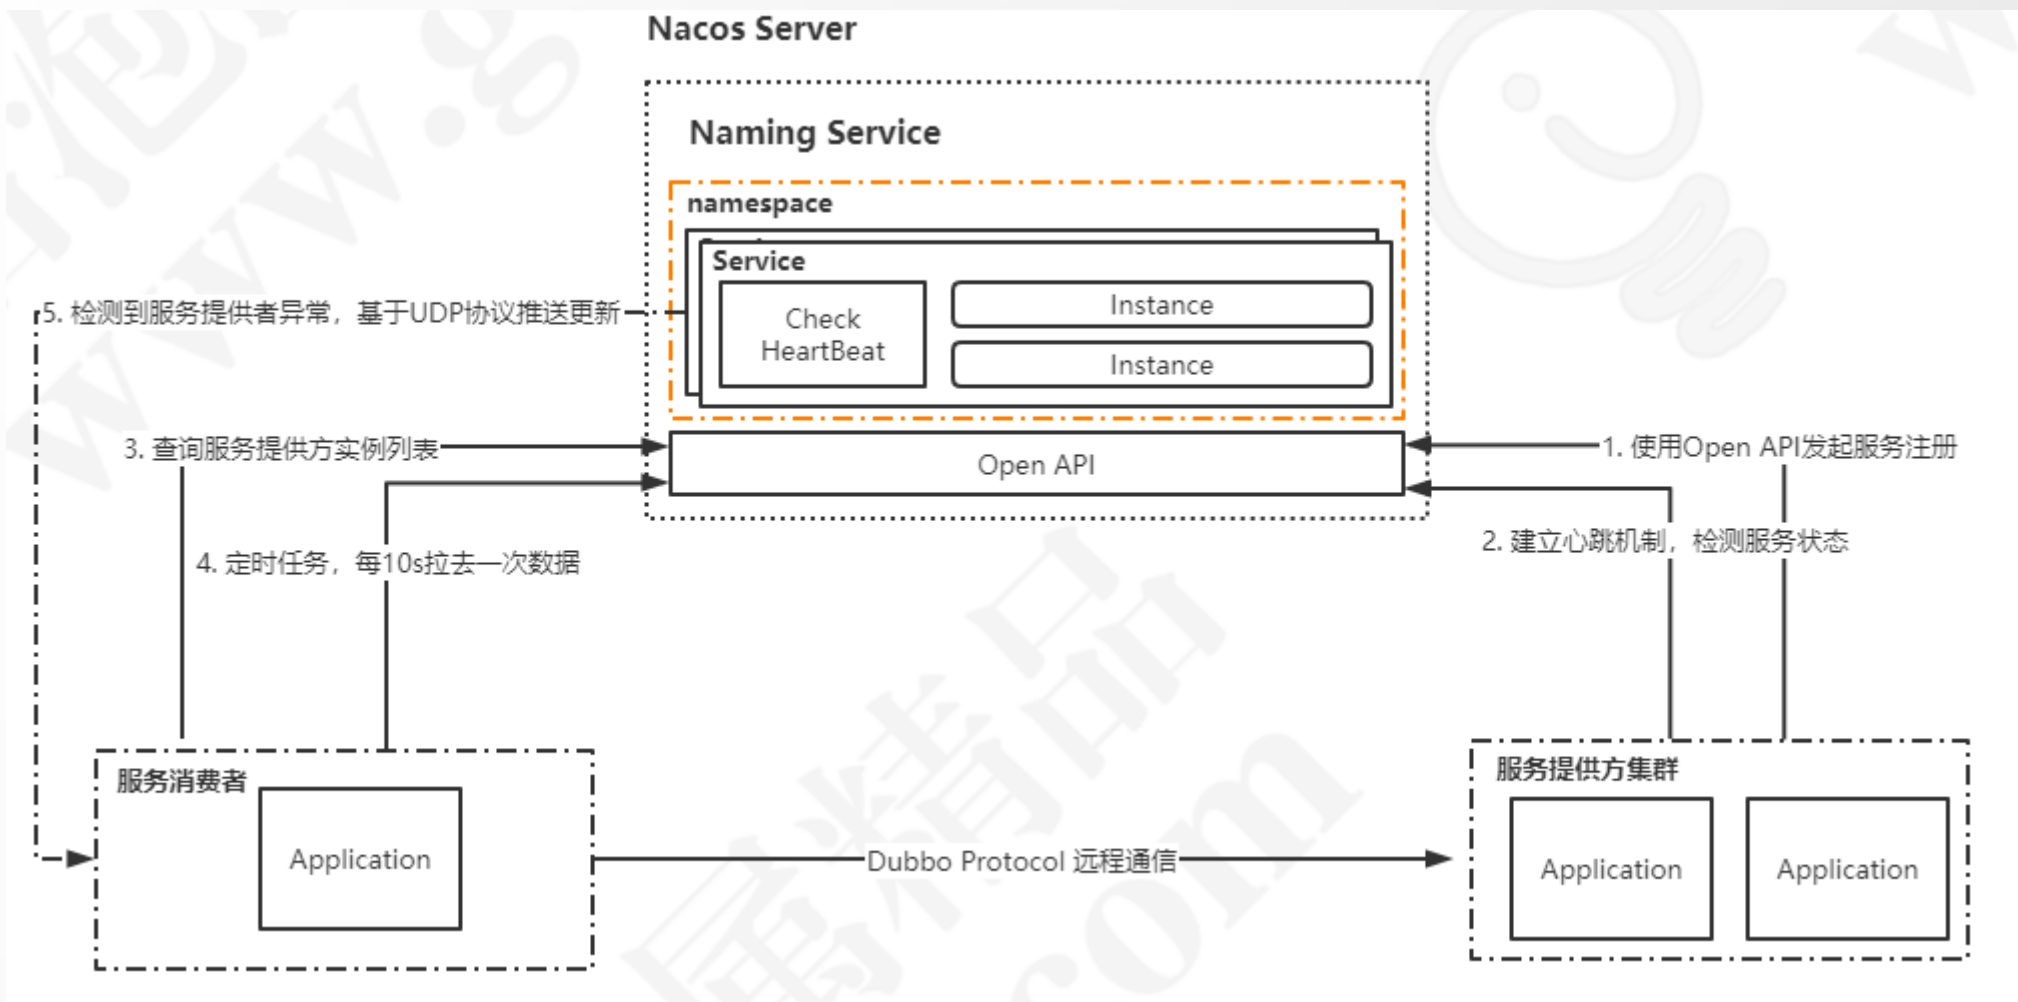 Nacos Server
Naming Service
namespace
Service
Check
HeartBeat
Instance
Instance
5. 检测到服务提供者异常，基于UDP协议推送更新
3. 查询服务提供方实例列表
Open API
1. 使用Open API发起服务注册
2. 建立心跳机制，检测服务状态
4. 定时任务，每10s拉去一次数据
服务消费者
Application
Dubbo Protocol 远程通信
服务提供方集群
Application
Application
www.g
属精品
com